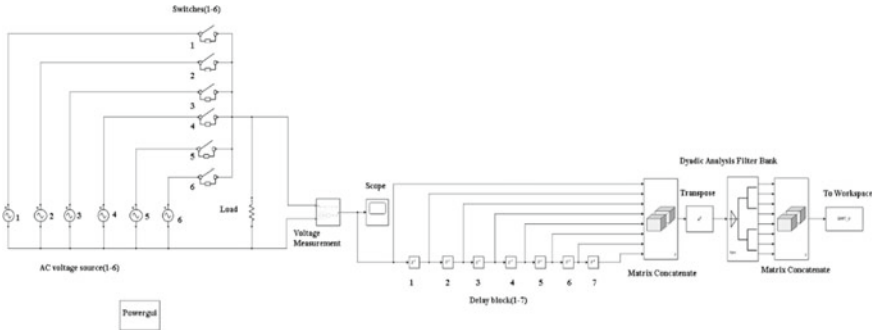 Switches(1-6)
1
2
3
4
5
6
1
2
3
4
5
6
Load
AC voltage source(1-6)
Powergui
Voltage
Measurement
Scope
1
2
3
4
5
6
7
Delay block(1-7)
Matrix Concatenate
Transpose
Dyadic Analysis Filter Bank
Matrix Concatenate
To Workspace